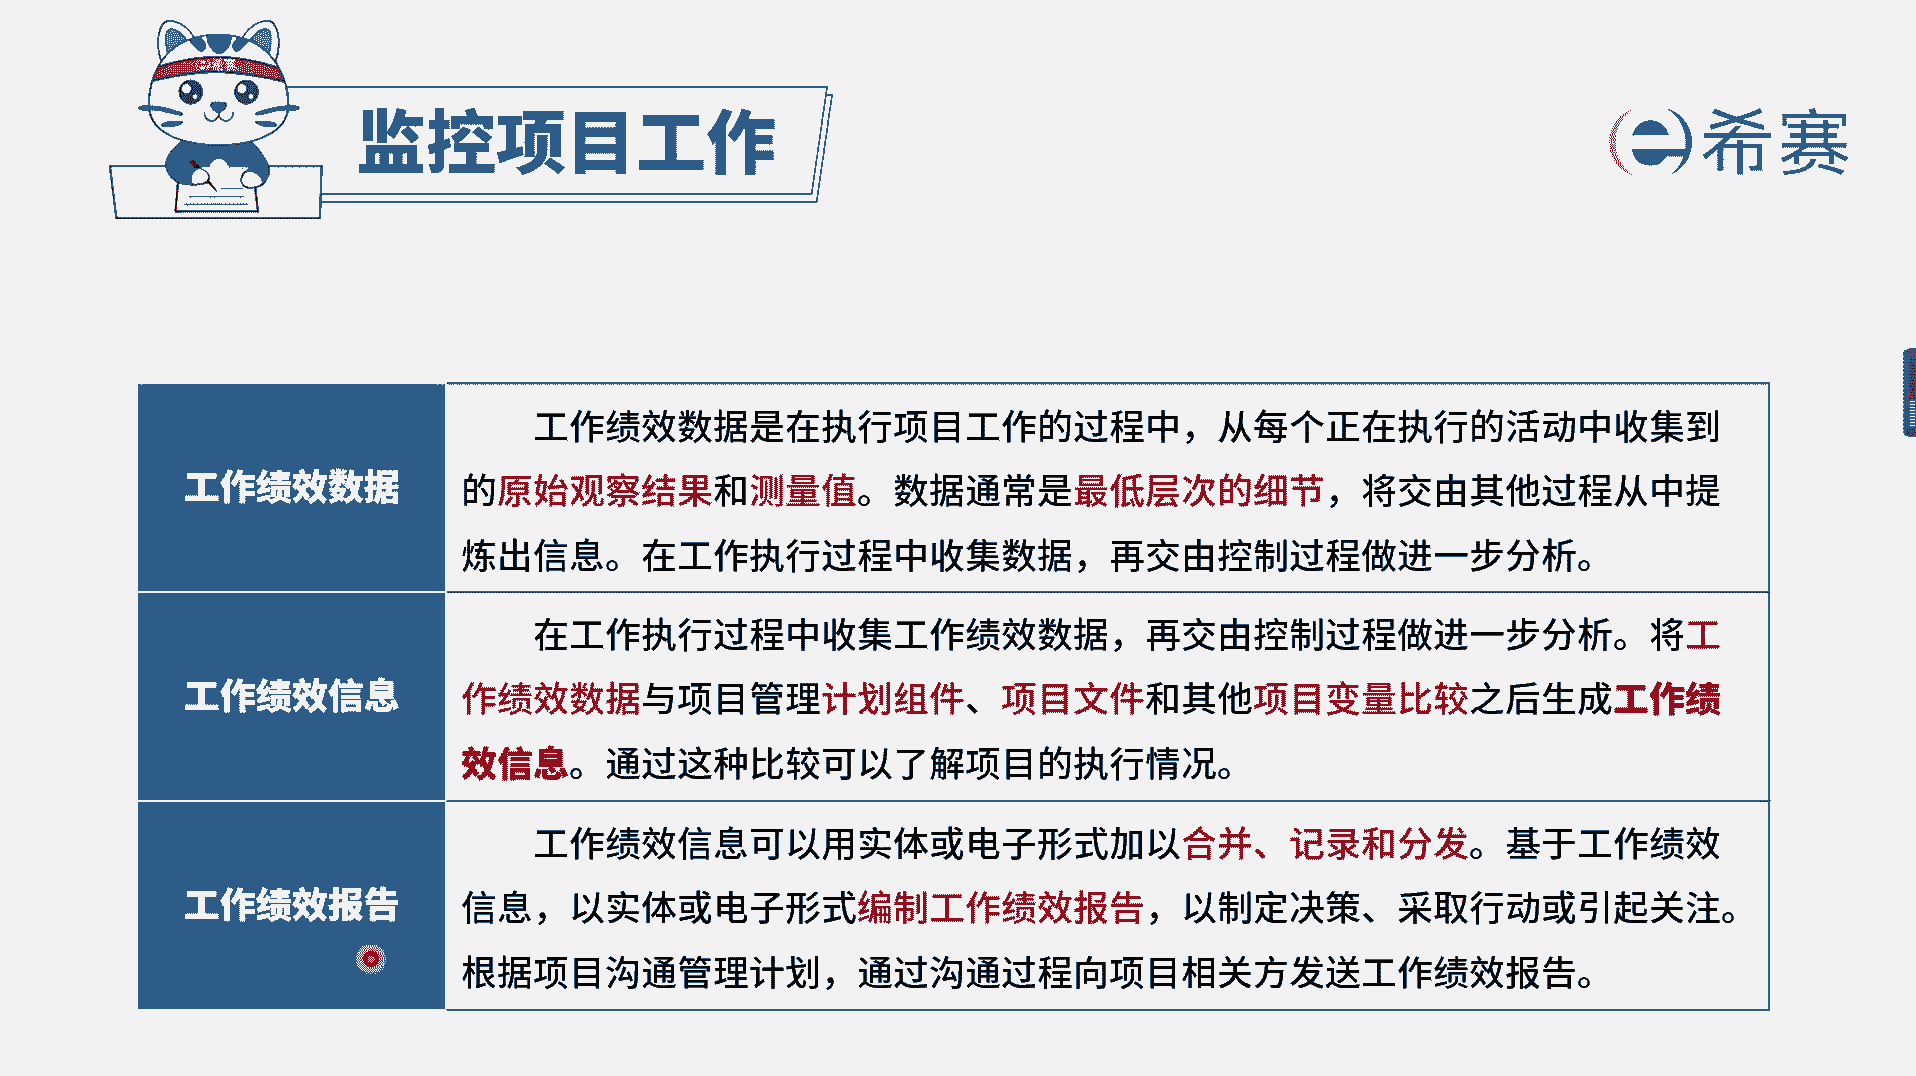 监控项目工作
希赛
工作绩效数据
工作绩效数据是在执行项目工作的过程中，从每个正在执行的活动中收集到
的原始观察结果和测量值。数据通常是最低层次的细节，将交由其他过程从中提
炼出信息。在工作执行过程中收集数据，再交由控制过程做进一步分析。
工作绩效信息
在工作执行过程中收集工作绩效数据，再交由控制过程做进一步分析。将工
作绩效数据与项目管理计划组件、项目文件和其他项目变量比较之后生成工作绩
效信息。通过这种比较可以了解项目的执行情况。
工作绩效报告
工作绩效信息可以用实体或电子形式加以合并、记录和分发。基于工作绩效
信息，以实体或电子形式编制工作绩效报告，以制定决策、采取行动或引起关注。
根据项目沟通管理计划，通过沟通过程向项目相关方发送工作绩效报告。